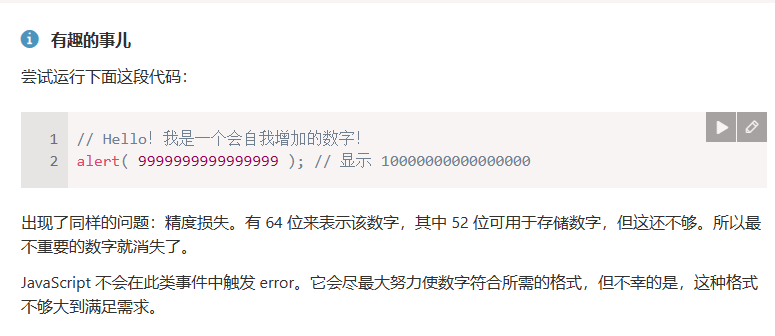 有趣的事儿
尝试运行下面这段代码：
1 // Hello! 我是一个会自我增加的数字！
2 alert( 9999999999999999 ); // 显示 10000000000000000
出现了同样的问题：精度损失。有 64 位来表示该数字，其中 52 位可用于存储数字，但这还不够。所以最
不重要的数字就消失了。
JavaScript 不会在此类事件中触发 error。它会尽最大努力使数字符合所需的格式，但不幸的是，这种格式
不够大到满足需求。